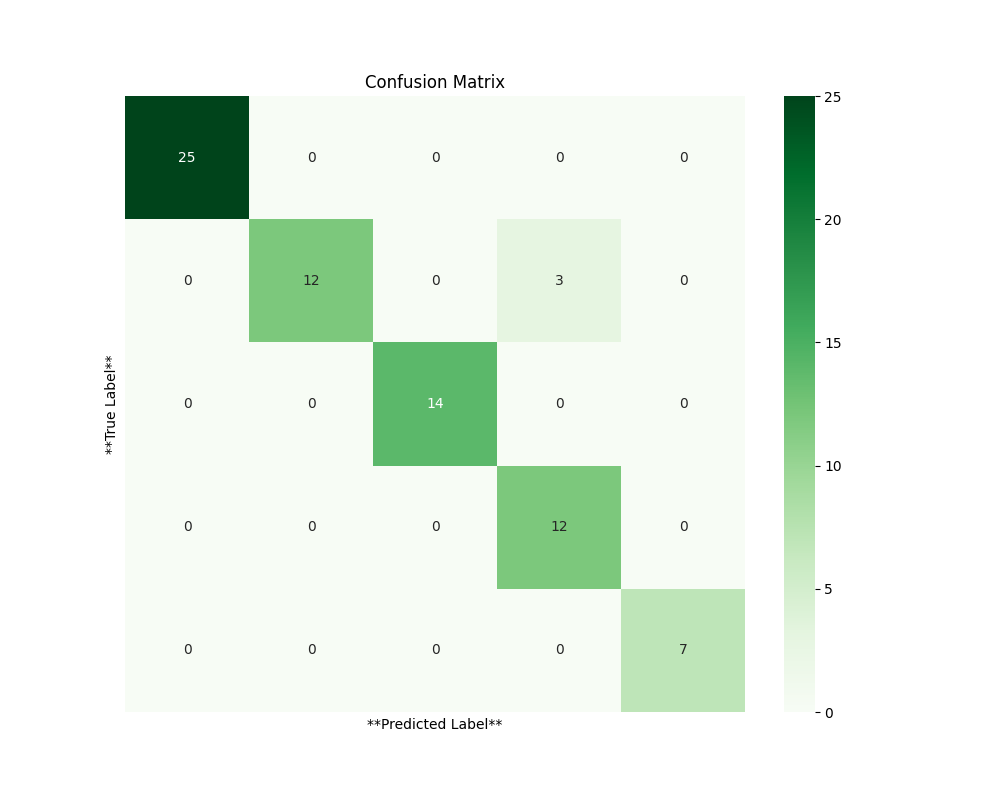 Confusion Matrix
25 0 0 0 0
0 12 0 3 0
0 0 14 0 0
0 0 0 12 0
0 0 0 0 7
**True Label**
**Predicted Label**
25
20
15
10
5
0